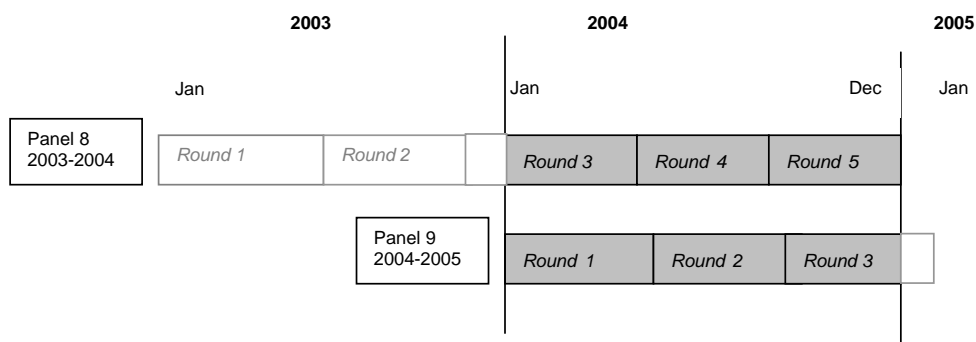 2003 2004 2005
Jan Jan Dec Jan
Panel 8
2003-2004
Round 1 Round 2 Round 3 Round 4 Round 5
Panel 9
2004-2005
Round 1 Round 2 Round 3